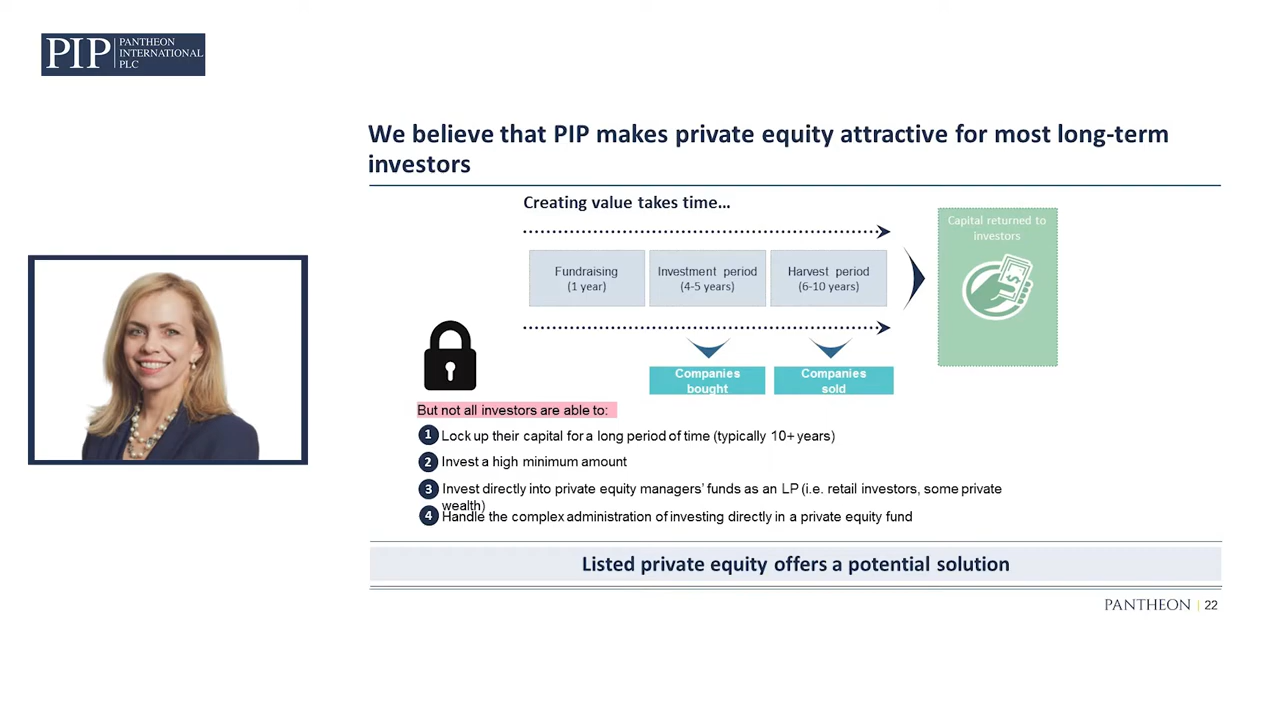 PIP
PANTHEON
INTERNATIONAL
PLC
We believe that PIP makes private equity attractive for most long-term
investors
Creating value takes time…
Capital returned to
investors
Fundraising
(1 year)
Investment period
(4-5 years)
Harvest period
(6-10 years)
Companies
bought
Companies
sold
But not all investors are able to:
1 Lock up their capital for a long period of time (typically 10+ years)
2 Invest a high minimum amount
3 Invest directly into private equity managers’ funds as an LP (i.e. retail investors, some private
wealth)
4 Handle the complex administration of investing directly in a private equity fund
Listed private equity offers a potential solution
PANTHEON | 22